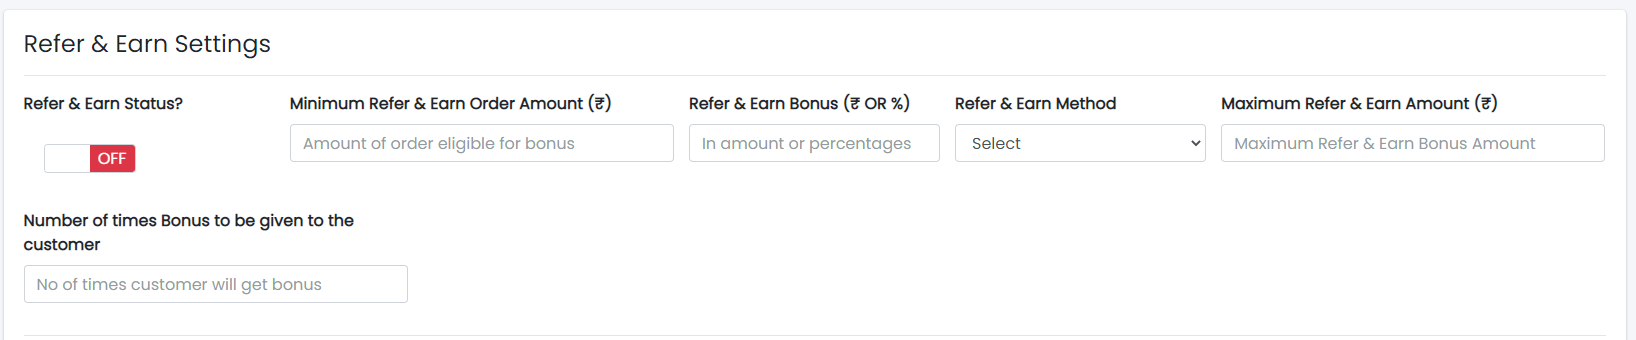 Refer & Earn Settings
Refer & Earn Status?
Minimum Refer & Earn Order Amount (₹)
Refer & Earn Bonus (₹ OR %)
Refer & Earn Method
Maximum Refer & Earn Amount (₹)
OFF
Amount of order eligible for bonus
In amount or percentages
Select
Maximum Refer & Earn Bonus Amount
Number of times Bonus to be given to the
customer
No of times customer will get bonus